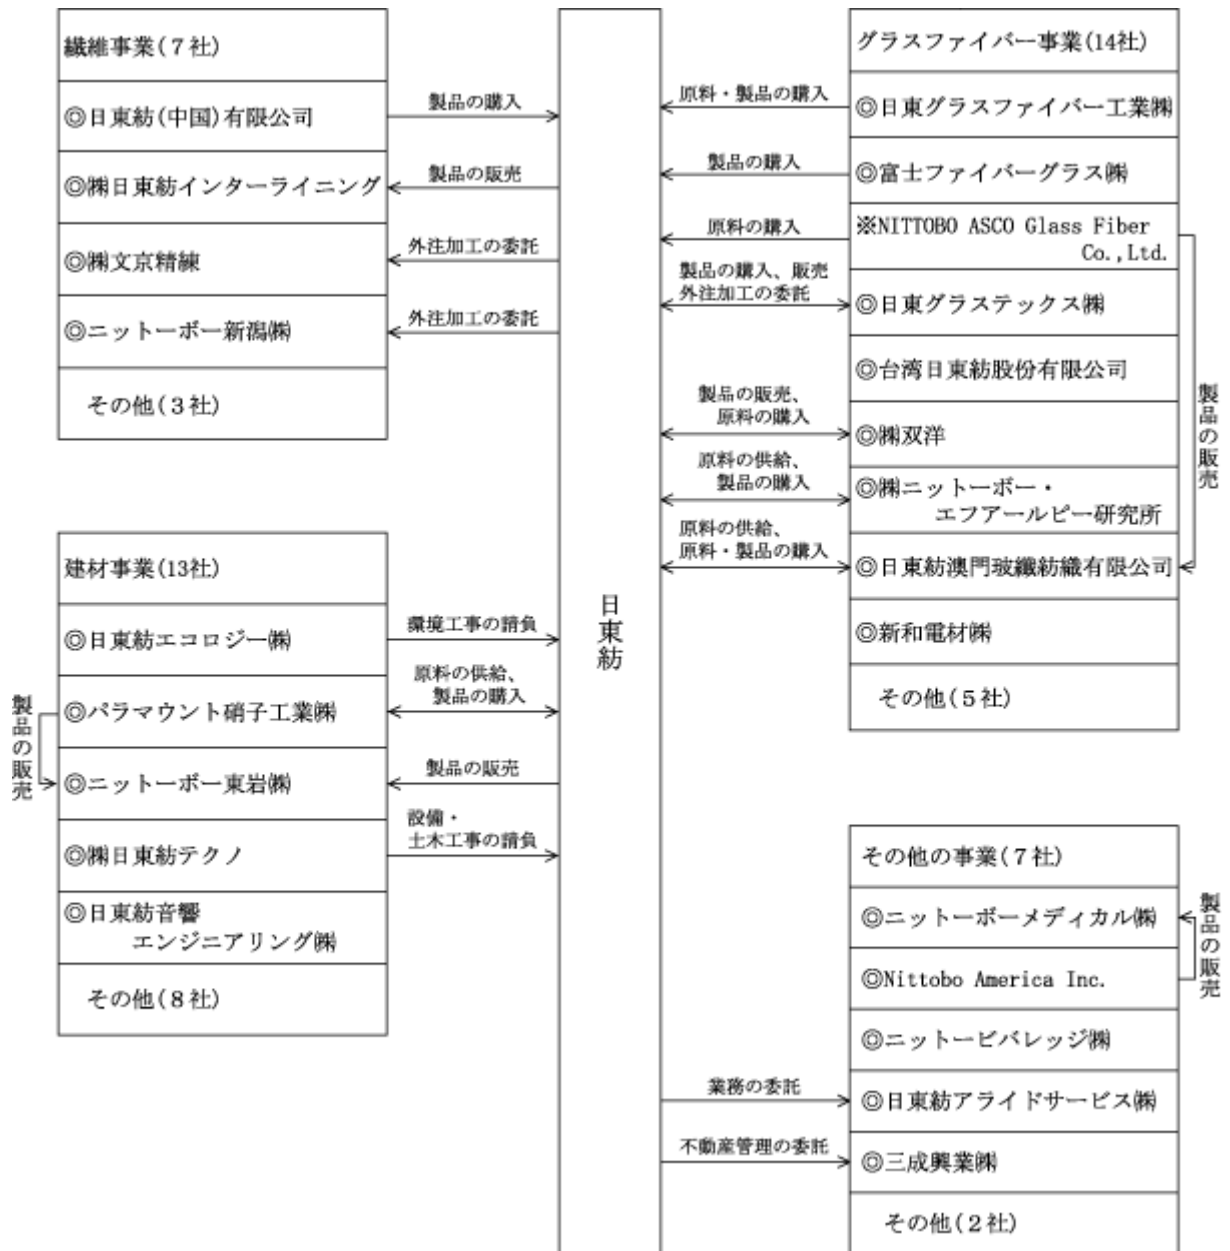 繊維事業(７社)
◎日東紡(中国)有限公司
製品の購入
◎㈱日東紡インターライニング
製品の販売
◎㈱文京精練
外注加工の委託
◎ニットーボー新潟㈱
外注加工の委託
その他(３社)
建材事業(13社)
◎日東紡エコロジー㈱
環境工事の請負
◎パラマウント硝子工業㈱
原料の供給、
製品の購入
◎ニットーボー東岩㈱
製品の販売
製品の販売
◎㈱日東紡テクノ
設備・
土木工事の請負
◎日東紡音響
エンジニアリング㈱
その他(８社)
日東紡
グラスファイバー事業(14社)
原料・製品の購入
◎日東グラスファイバー工業㈱
製品の購入
◎富士ファイバーグラス㈱
原料の購入
※NITTOBO ASCO Glass Fiber
Co.,Ltd.
製品の購入、販売
外注加工の委託
◎日東グラステックス㈱
◎台湾日東紡股份有限公司
製品の販売、
原料の購入
◎㈱双洋
原料の供給、
製品の購入
◎㈱ニットーボー・
エフアールピー研究所
原料の供給、
原料・製品の購入
◎日東紡澳門玻纖紡織有限公司
製品の販売
◎新和電材㈱
その他(５社)
その他の事業(７社)
◎ニットーボーメディカル㈱
製品の販売
◎Nittobo America Inc.
◎ニットービバレッジ㈱
業務の委託
◎日東紡アライドサービス㈱
不動産管理の委託
◎三成興業㈱
その他(２社)